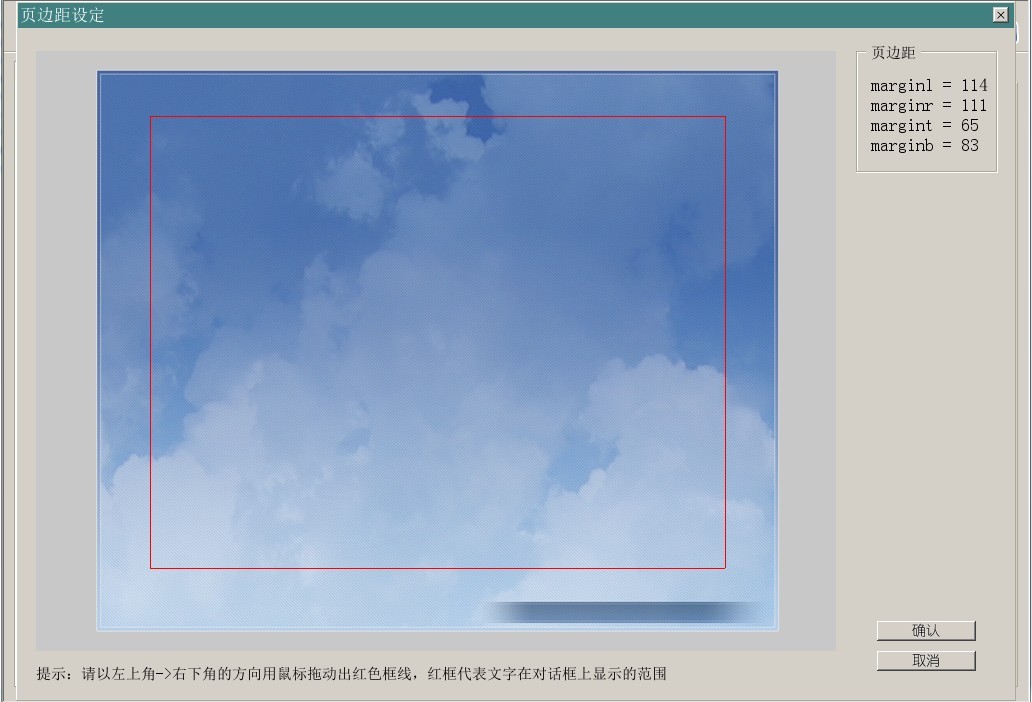 页边距设定
页边距
marginl = 114
marginr = 111
margint = 65
marginb = 83
确认
取消
提示：请以左上角->右下角的方向用鼠标拖动出红色框线，红框代表文字在对话框上显示的范围